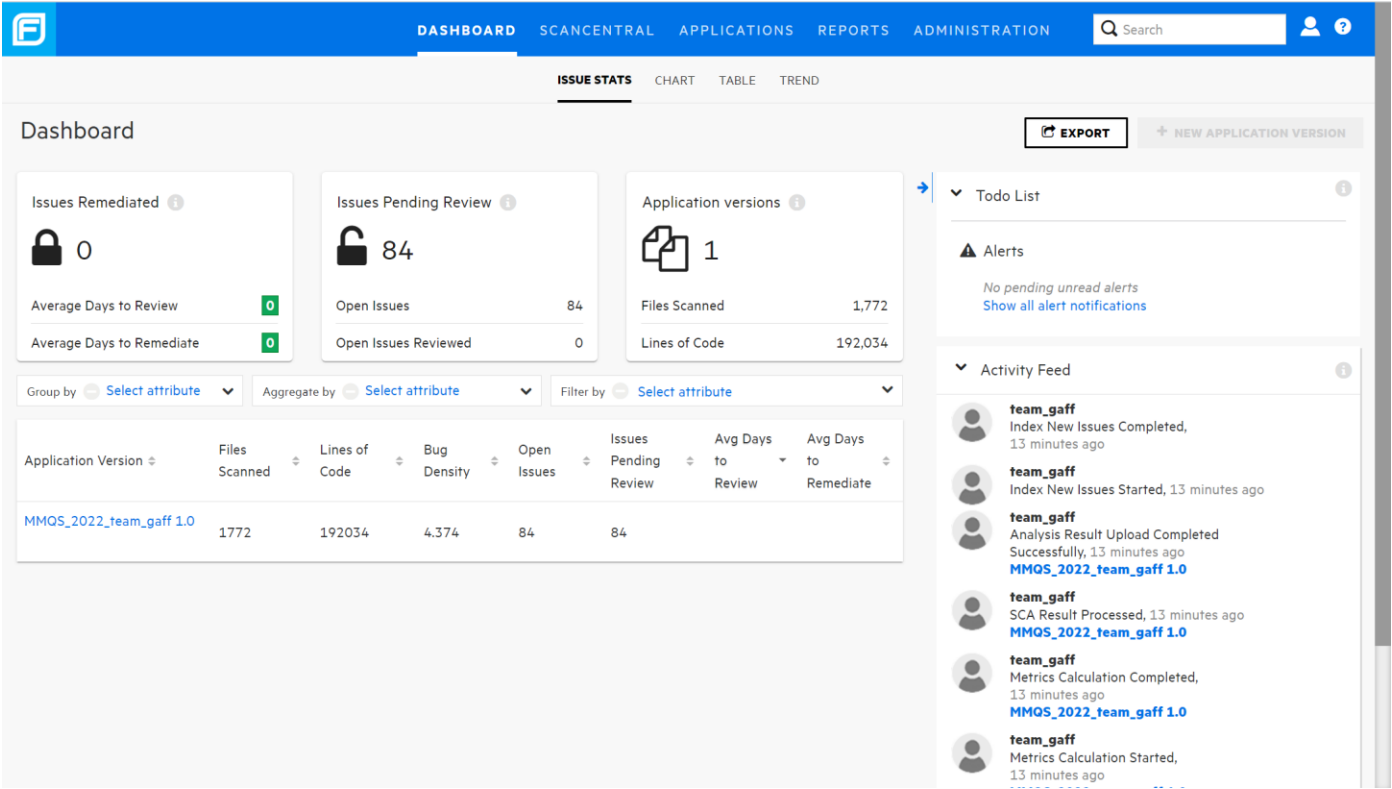 DASHBOARD SCANCENTRAL APPLICATIONS REPORTS ADMINISTRATION Search
ISSUE STATS CHART TABLE TREND
Dashboard
EXPORT + NEW APPLICATION VERSION
Issues Remediated
0
Average Days to Review 0
Average Days to Remediate 0
Issues Pending Review
84
Open Issues 84
Open Issues Reviewed 0
Application versions
1
Files Scanned 1,772
Lines of Code 192,034
Group by Select attribute
Aggregate by Select attribute
Filter by Select attribute
Application Version
Files
Scanned
Lines of
Code
Bug
Density
Open
Issues
Issues
Pending
Review
Avg Days
to
Review
Avg Days
to
Remediate
MMQS_2022_team_gaff 1.0 1772 192034 4.374 84 84
Todo List
Alerts
No pending unread alerts
Show all alert notifications
Activity Feed
team_gaff
Index New Issues Completed,
13 minutes ago
team_gaff
Index New Issues Started, 13 minutes ago
team_gaff
Analysis Result Upload Completed
Successfully, 13 minutes ago
MMQS_2022_team_gaff 1.0
team_gaff
SCA Result Processed, 13 minutes ago
MMQS_2022_team_gaff 1.0
team_gaff
Metrics Calculation Completed,
13 minutes ago
MMQS_2022_team_gaff 1.0
team_gaff
Metrics Calculation Started,
13 minutes ago